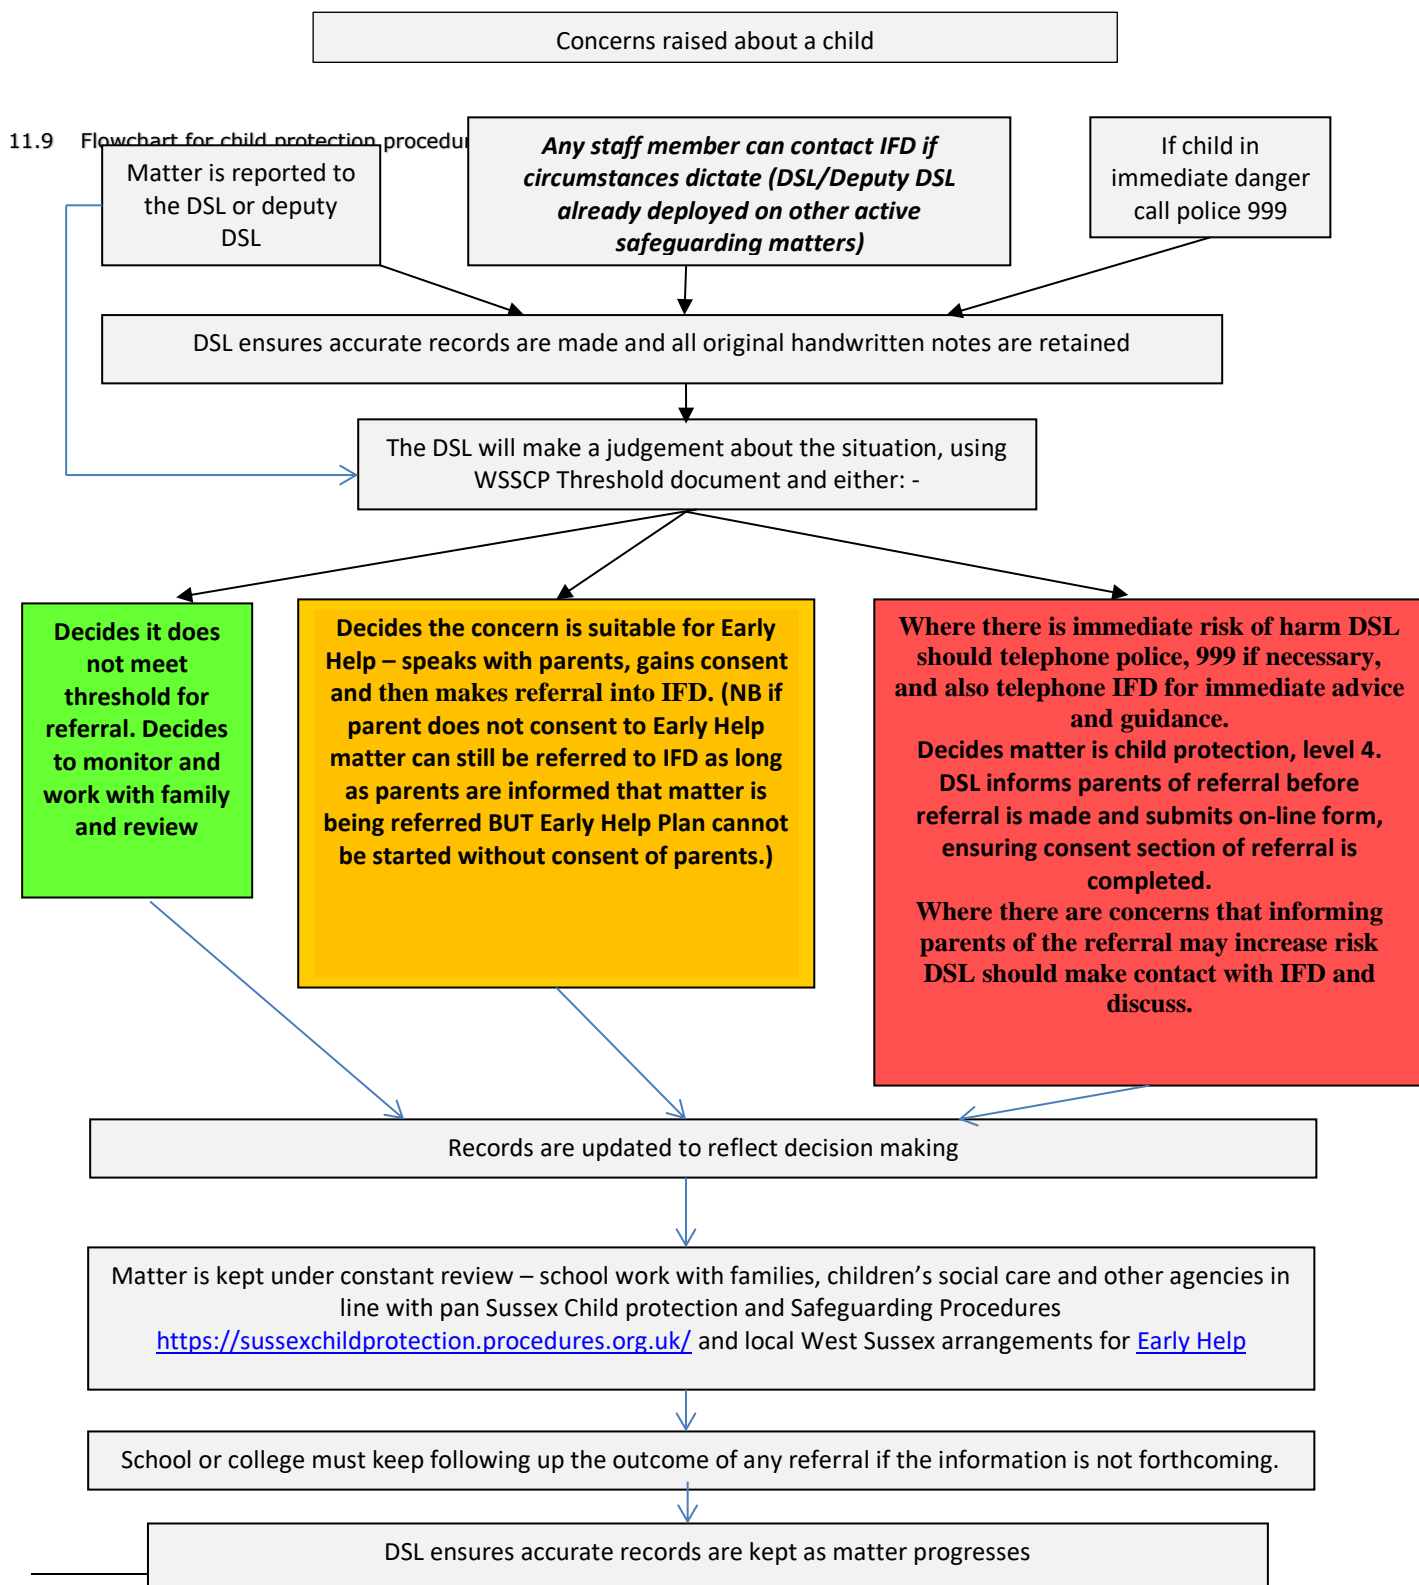 Concerns raised about a child
11.9 Flowchart for child protection procedu
Matter is reported to
the DSL or deputy
DSL
Any staff member can contact IFD if
circumstances dictate (DSL/Deputy DSL
already deployed on other active
safeguarding matters)
If child in
immediate danger
call police 999
DSL ensures accurate records are made and all original handwritten notes are retained
The DSL will make a judgement about the situation, using
WSSCP Threshold document and either: -
Decides it does
not meet
threshold for
referral. Decides
to monitor and
work with family
and review
Decides the concern is suitable for Early
Help – speaks with parents, gains consent
and then makes referral into IFD. (NB if
parent does not consent to Early Help
matter can still be referred to IFD as long
as parents are informed that matter is
being referred BUT Early Help Plan cannot
be started without consent of parents.)
Where there is immediate risk of harm DSL
should telephone police, 999 if necessary,
and also telephone IFD for immediate advice
and guidance.
Decides matter is child protection, level 4.
DSL informs parents of referral before
referral is made and submits on-line form,
ensuring consent section of referral is
completed.
Where there are concerns that informing
parents of the referral may increase risk
DSL should make contact with IFD and
discuss.
Records are updated to reflect decision making
Matter is kept under constant review – school work with families, children’s social care and other agencies in
line with pan Sussex Child protection and Safeguarding Procedures
https://sussexchildprotection.procedures.org.uk/ and local West Sussex arrangements for Early Help
School or college must keep following up the outcome of any referral if the information is not forthcoming.
DSL ensures accurate records are kept as matter progresses